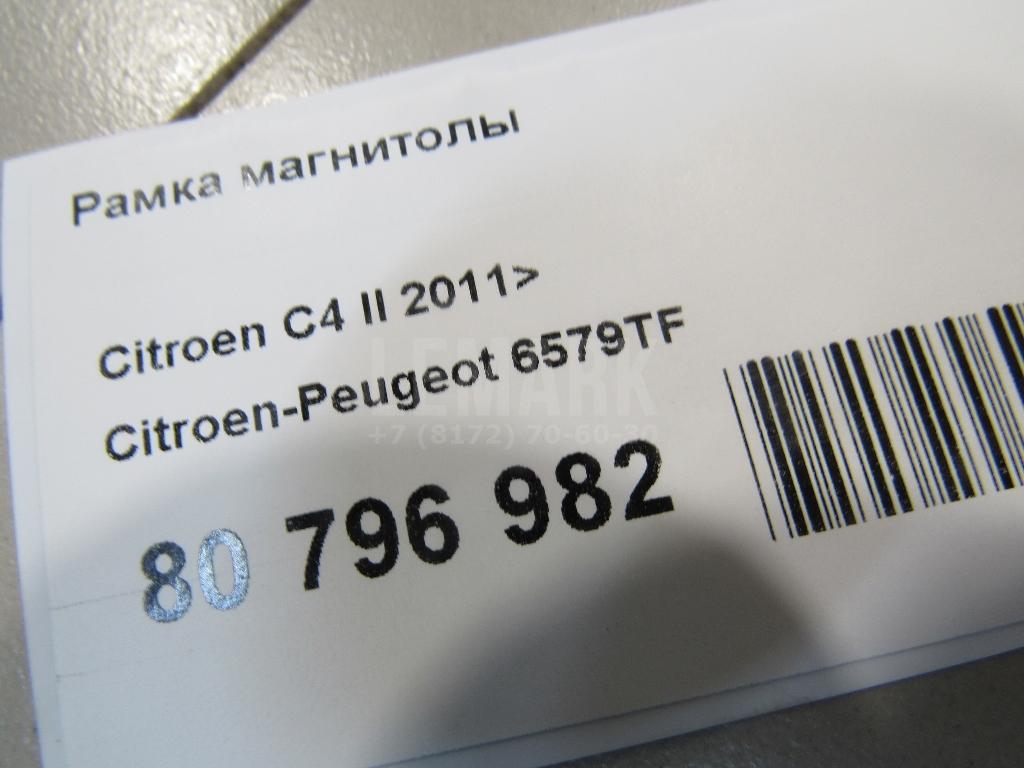 Рамка магнитолы
Citroen C4 II 2011>
Citroen-Peugeot 6579TF
LEMARK
+7 (8172) 70-60-30
80 796 982